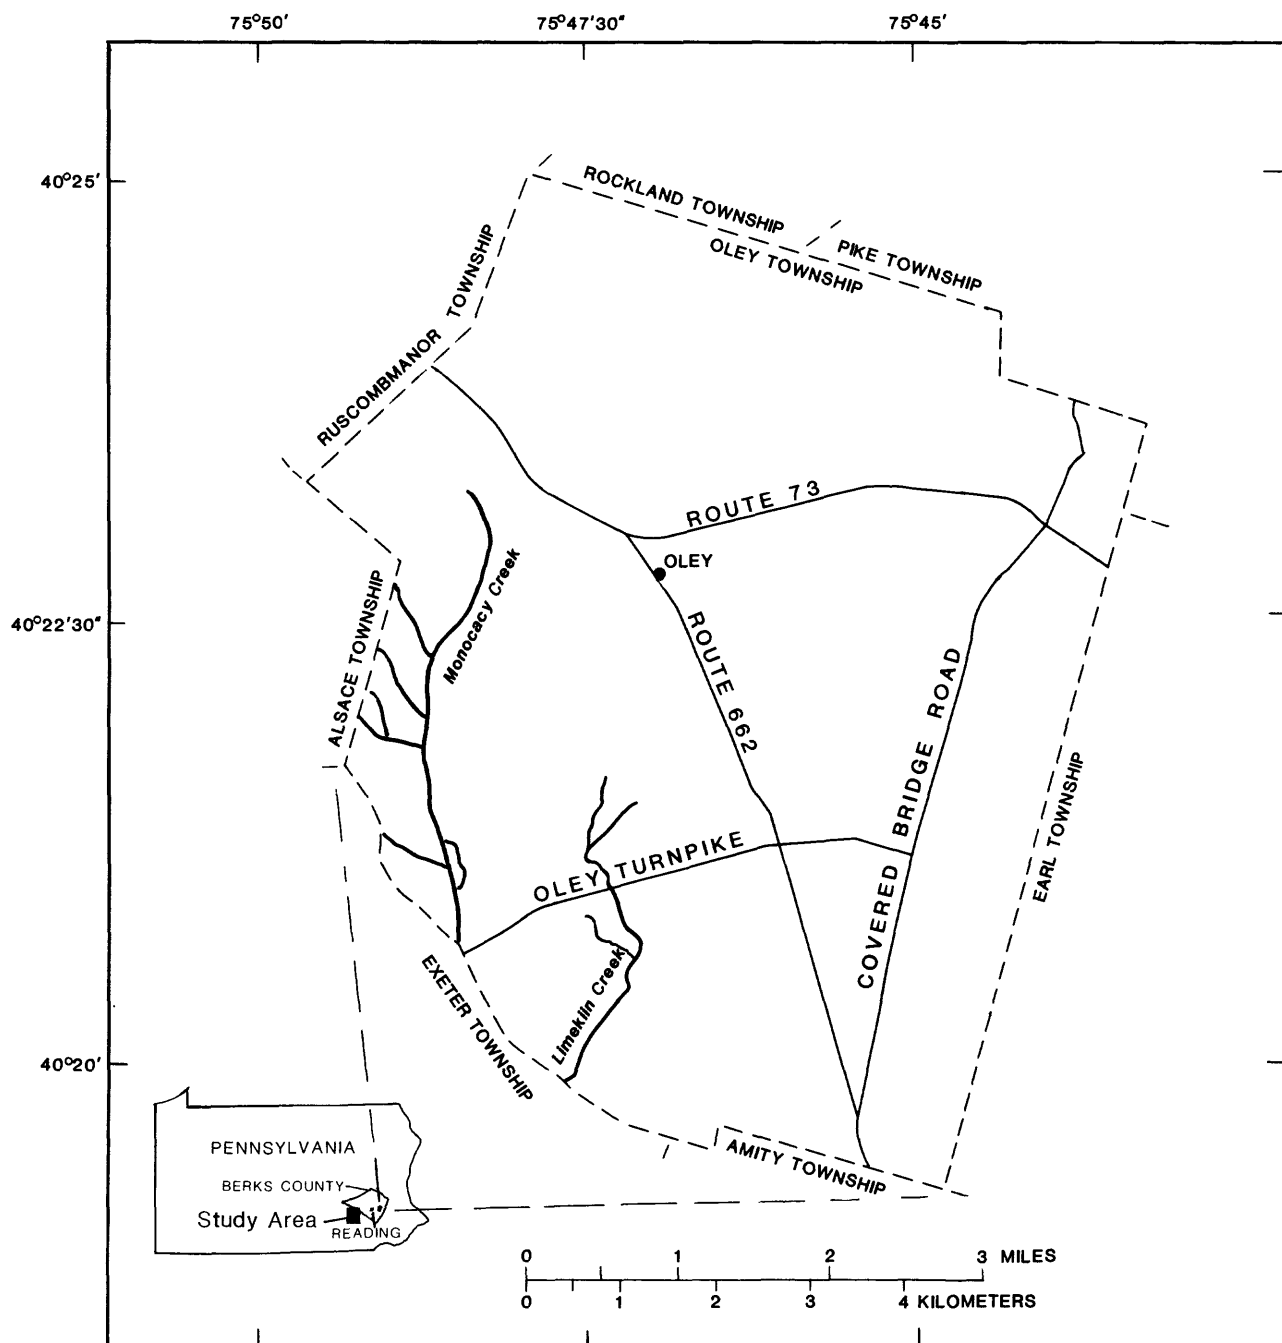 75°50' 75°47'30" 75°45'
40°25'
ROCKLAND TOWNSHIP
PIKE TOWNSHIP
OLEY TOWNSHIP
RUSCOMBMANOR TOWNSHIP
ROUTE 73
OLEY
Monocacy Creek
40°22'30"
ALSACE TOWNSHIP
ROUTE 662
COVERED BRIDGE ROAD
EARL TOWNSHIP
OLEY TURNPIKE
EXETER TOWNSHIP
Limekiln Creek
40°20'
AMITY TOWNSHIP
PENNSYLVANIA
BERKS COUNTY
Study Area
READING
0 1 2 3 MILES
0 1 2 3 4 KILOMETERS